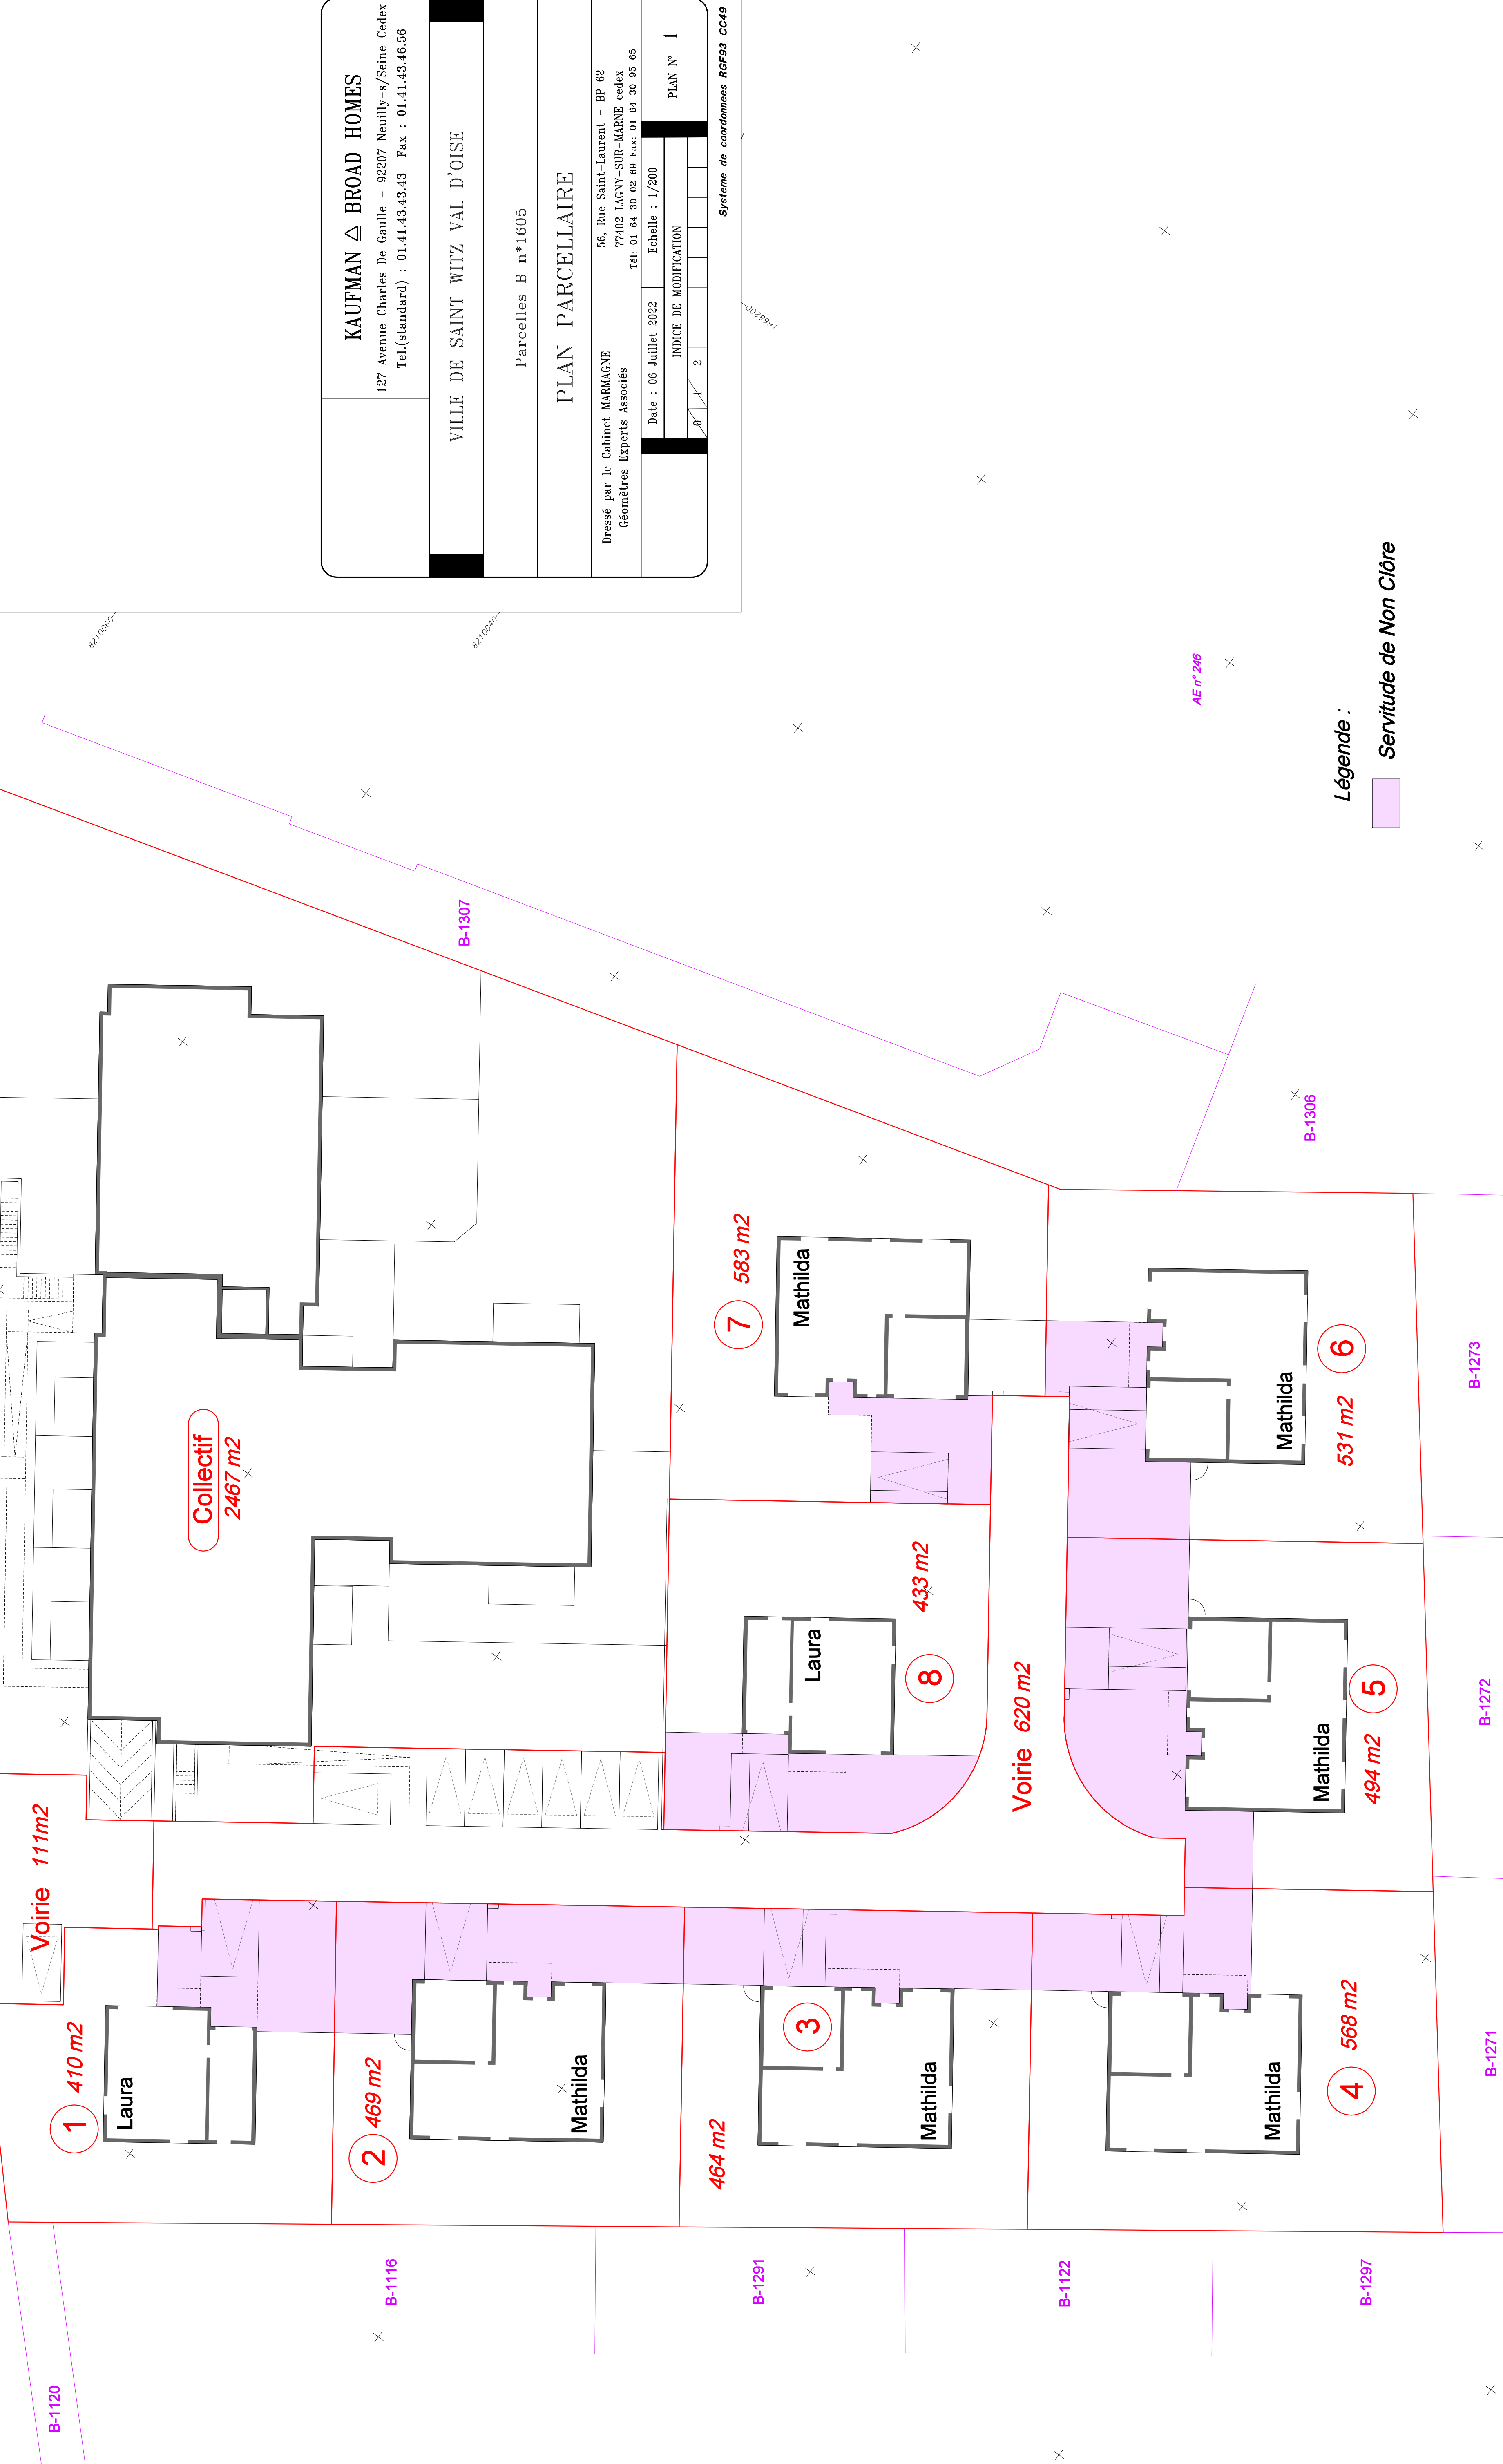 KAUFMAN BROAD HOMES
127 Avenue Charles De Gaulle - 92207 Neuilly-s/Seine Cedex
Tel.(standard) : 01.41.43.43.43 Fax : 01.41.43.46.56
VILLE DE SAINT WITZ VAL D'OISE
Parcelles B n*1605
PLAN PARCELLAIRE
Dressé par le Cabinet MARMAGNE
Géomètres Experts Associés
56, Rue Saint-Laurent - BP 62
77402 LAGNY-SUR-MARNE cedex
Tél: 01 64 30 02 69 Fax: 01 64 30 95 65
Date : 06 Juillet 2022
Echelle : 1/200
INDICE DE MODIFICATION
0 1 2
PLAN N° 1
Systeme de coordonnees RGF93 CC49
8210060
8210040
1668200
AE n° 246
Légende :
Servitude de Non Clôre
B-1307
B-1306
B-1273
B-1272
B-1271
B-1297
B-1122
B-1291
B-1116
B-1120
Collectif
2467 m2
Voirie 111m2
Voirie 620 m2
1 410 m2
Laura
2 469 m2
Mathilda
3
464 m2
Mathilda
4 568 m2
Mathilda
5
494 m2
Mathilda
6
531 m2
Mathilda
7 583 m2
Mathilda
8 433 m2
Laura